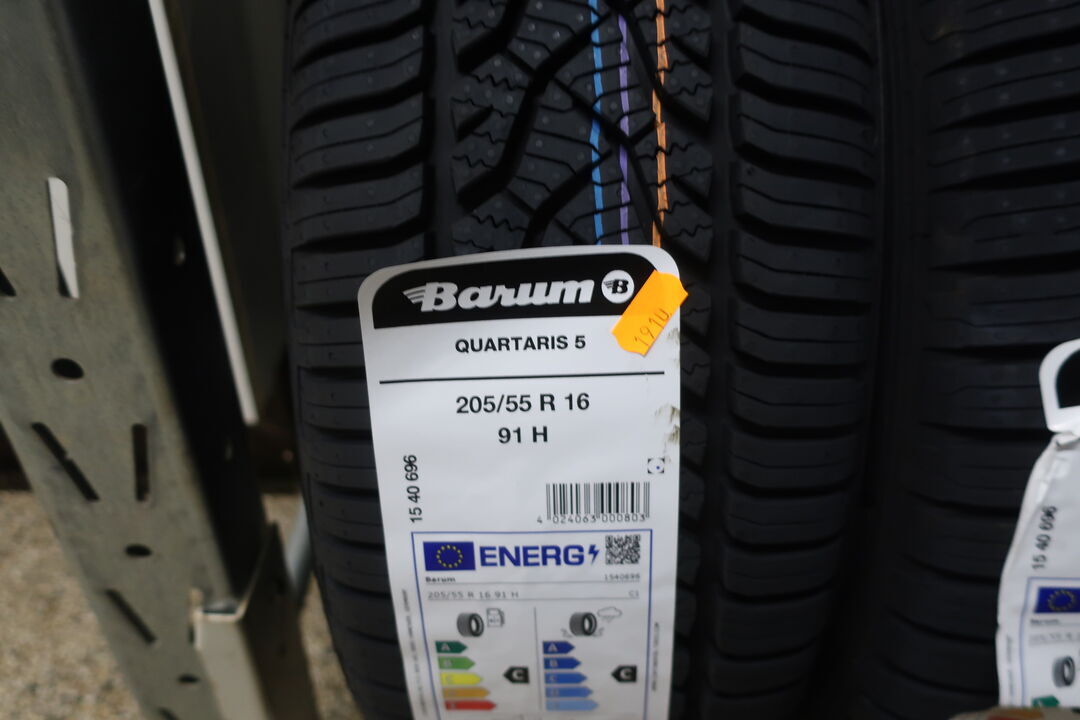 Barum B
1910
QUARTARIS 5
205/55 R 16
91 H
15 40 696
4 024063 000803
ENERG
Barum 1540696
205/55 R 16 91 H C1
A A
B B
C C
C C
15 40 696